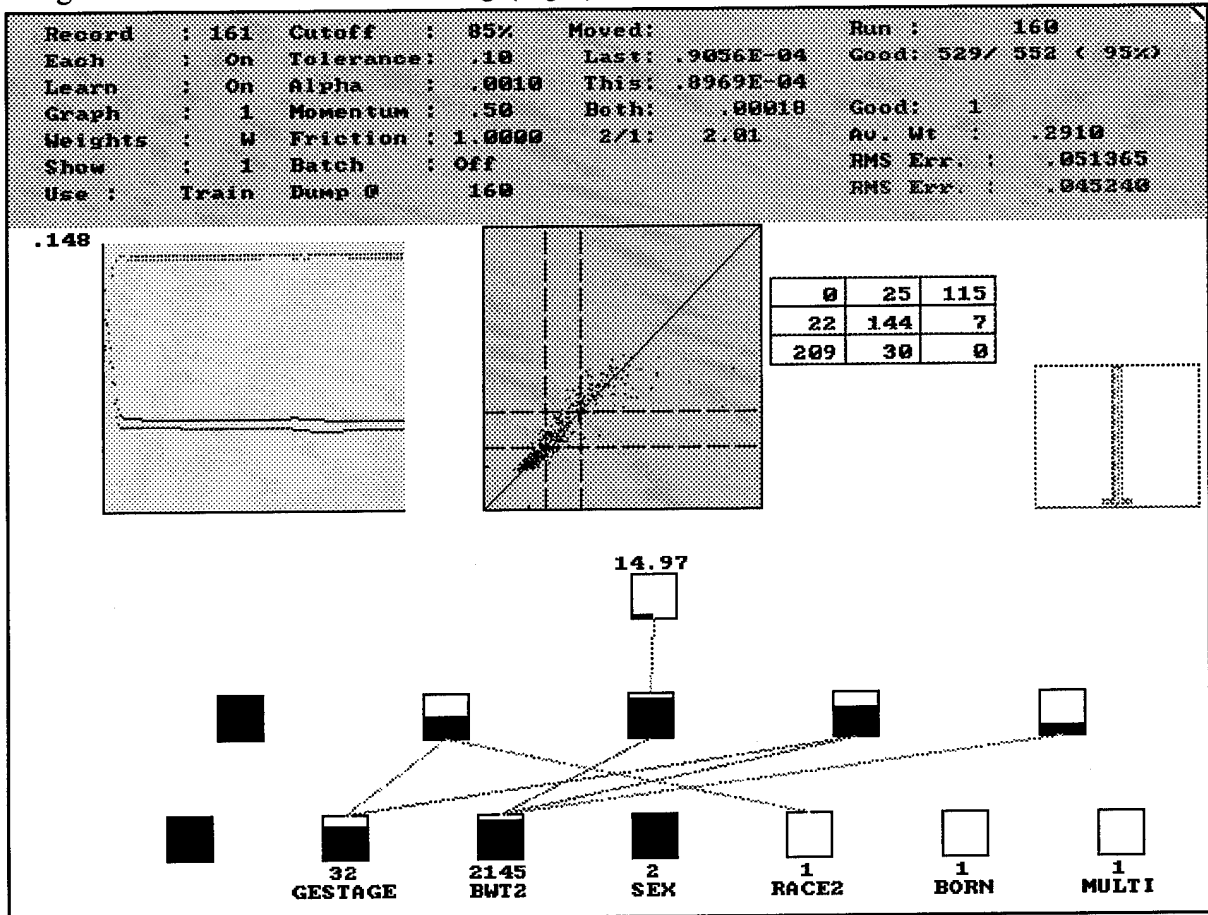 Record : 161 Cutoff : 85% Moved: Run : 160
Each : On Tolerance: .10 Last: .9056E-04 Good: 529/ 552 ( 95%)
Learn : On Alpha : .0010 This: .8969E-04
Graph : 1 Momentum : .50 Both: .00018 Good: 1
Weights : W Friction : 1.0000 2/1: 2.01 Av. Wt : .2910
Show : 1 Batch : Off RMS Err. : .051365
Use : Train Dump @ 160 RMS Err. : .045240
.148
0 25 115
22 144 7
209 30 0
14.97
32 2145 2 1 1 1
GESTAGE BWT2 SEX RACE2 BORN MULTI